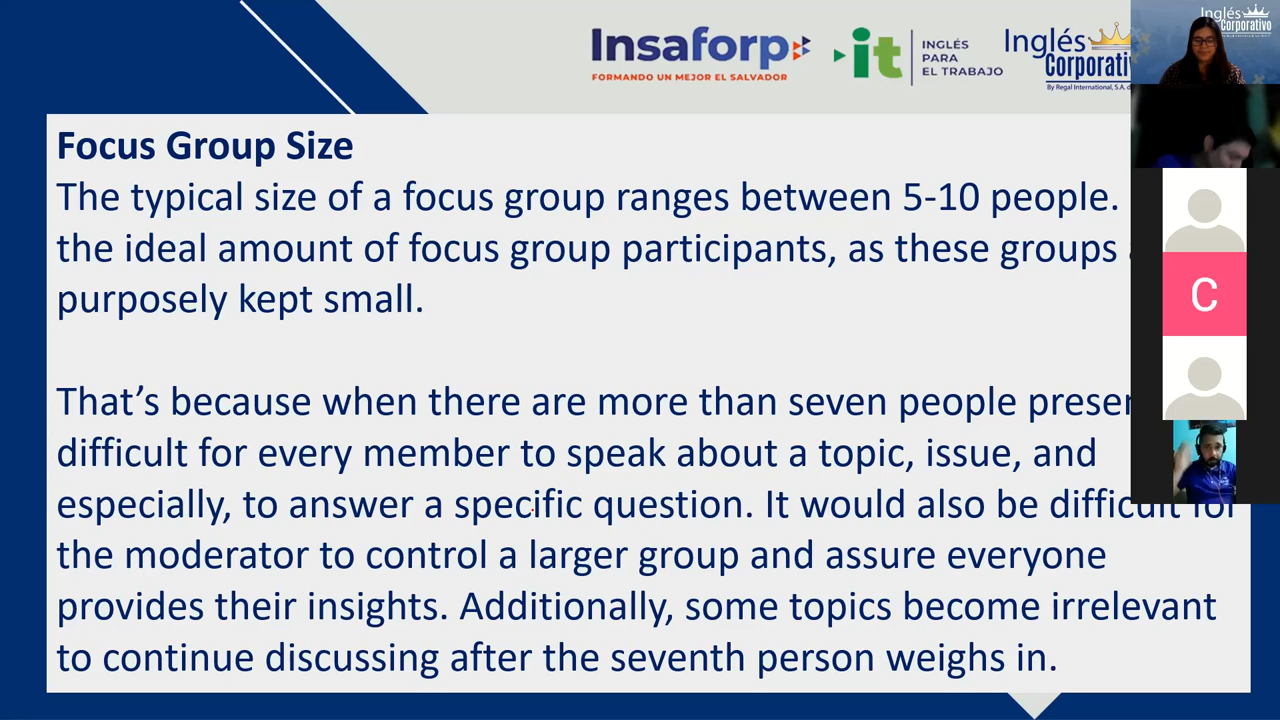 Insaforp
FORMANDO UN MEJOR EL SALVADOR
it
INGLÉS
PARA
EL TRABAJO
Inglés
Corporativ
By Regal International, S.A. d
Inglés
Corporativo
Focus Group Size
The typical size of a focus group ranges between 5-10 people.
the ideal amount of focus group participants, as these groups
purposely kept small.
That’s because when there are more than seven people presen
difficult for every member to speak about a topic, issue, and
especially, to answer a specific question. It would also be difficult for
the moderator to control a larger group and assure everyone
provides their insights. Additionally, some topics become irrelevant
to continue discussing after the seventh person weighs in.
C